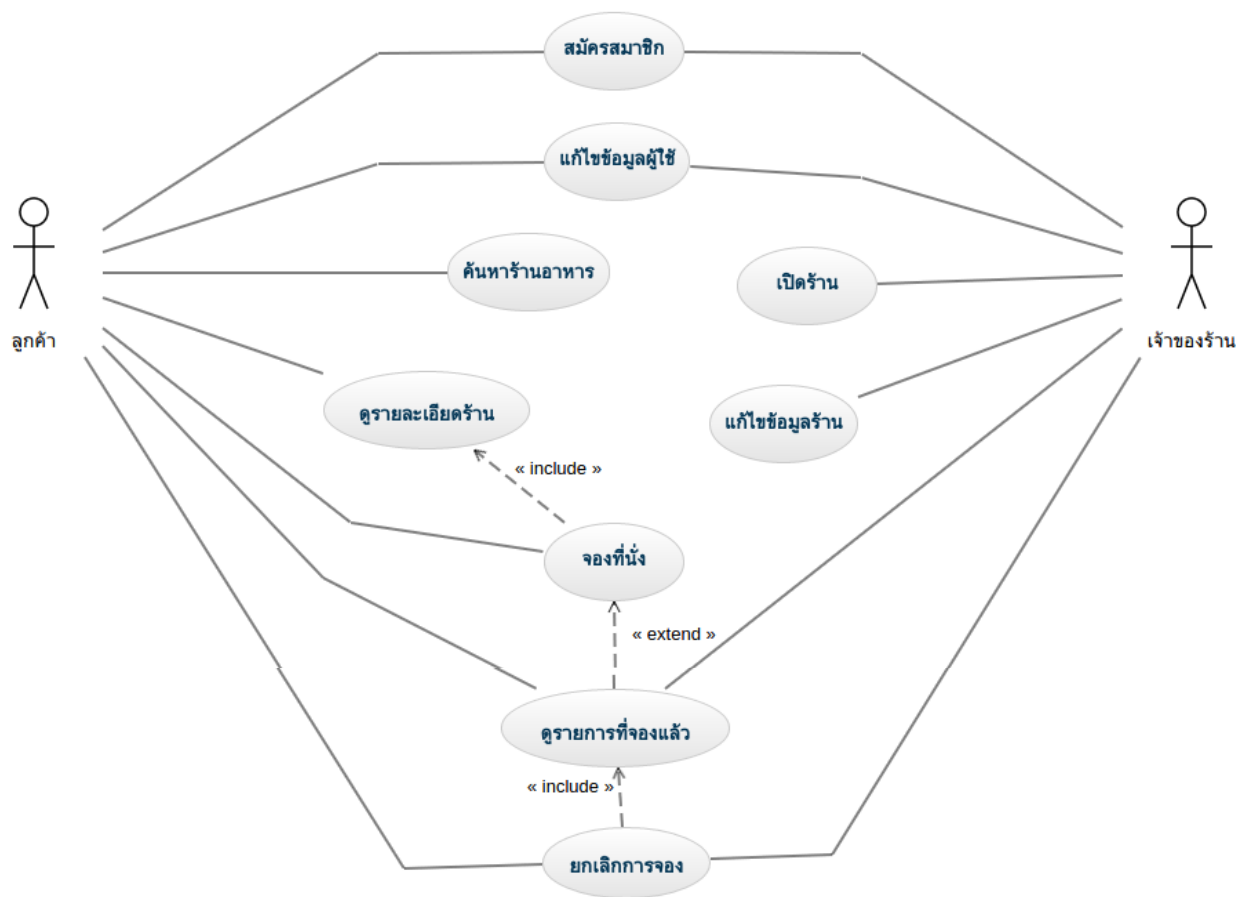 สมัครสมาชิก
แก้ไขข้อมูลผู้ใช้
ค้นหาร้านอาหาร
เปิดร้าน
ลูกค้า
เจ้าของร้าน
ดูรายละเอียดร้าน
แก้ไขข้อมูลร้าน
« include »
จองที่นั่ง
« extend »
ดูรายการที่จองแล้ว
« include »
ยกเลิกการจอง